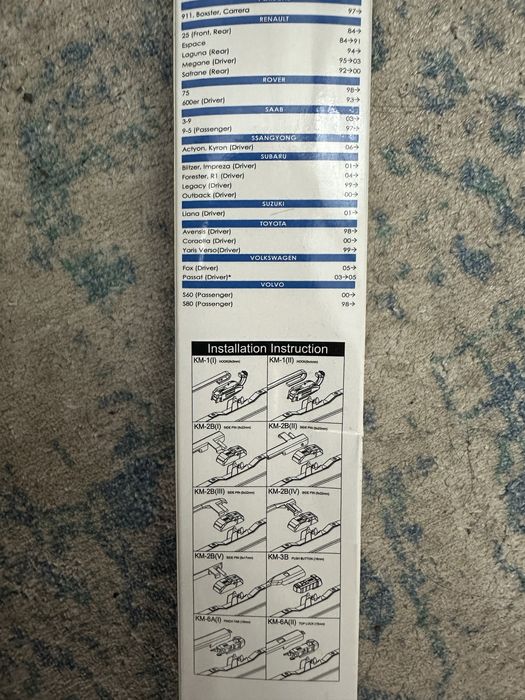 911, Boxster, Carrera 97→
RENAULT
25 (Front, Rear) 84→
Espace 84→91
Laguna (Rear) 94→
Megane (Driver) 95→03
Safrane (Rear) 92→00
ROVER
75 98→
600er (Driver) 93→
SAAB
3-9 03→
9-5 (Passenger) 97→
SSANGYONG
Actyon, Kyron (Driver) 06→
SUBARU
Blitzer, Impreza (Driver) 01→
Forester, R1 (Driver) 04→
Legacy (Driver) 99→
Outback (Driver) 00→
SUZUKI
Liana (Driver) 01→
TOYOTA
Avensis (Driver) 98→
Coroolla (Driver) 00→
Yaris Verso(Driver) 99→
VOLKSWAGEN
Fox (Driver) 05→
Passat (Driver)* 03→05
VOLVO
S60 (Passenger) 00→
S80 (Passenger) 98→
Installation Instruction
KM-1(I) KM-1(II)
KM-2B(I) KM-2B(II)
KM-2B(III) KM-2B(IV)
KM-2B(V) KM-3B PUSH BUTTON
KM-6A(I) KM-6A(II) TOP LOCK